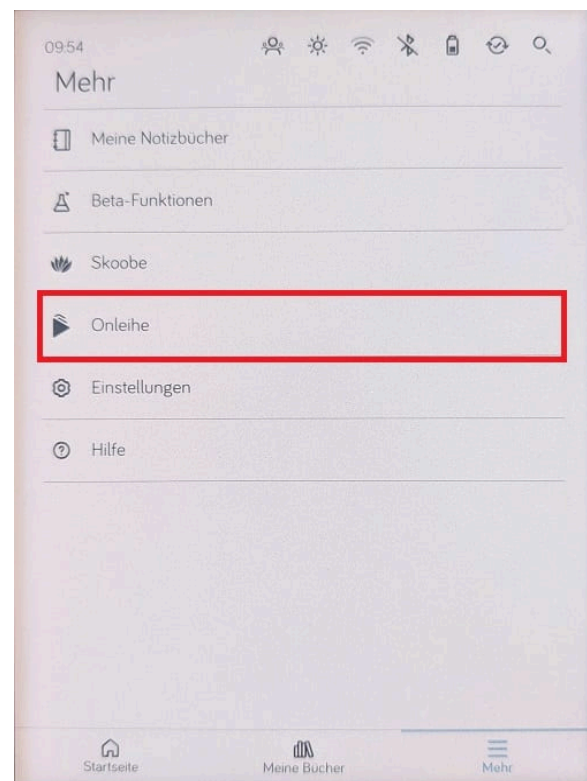 09:54
Mehr
Meine Notizbücher
Beta-Funktionen
Skoobe
Onleihe
Einstellungen
Hilfe
Startseite
Meine Bücher
Mehr